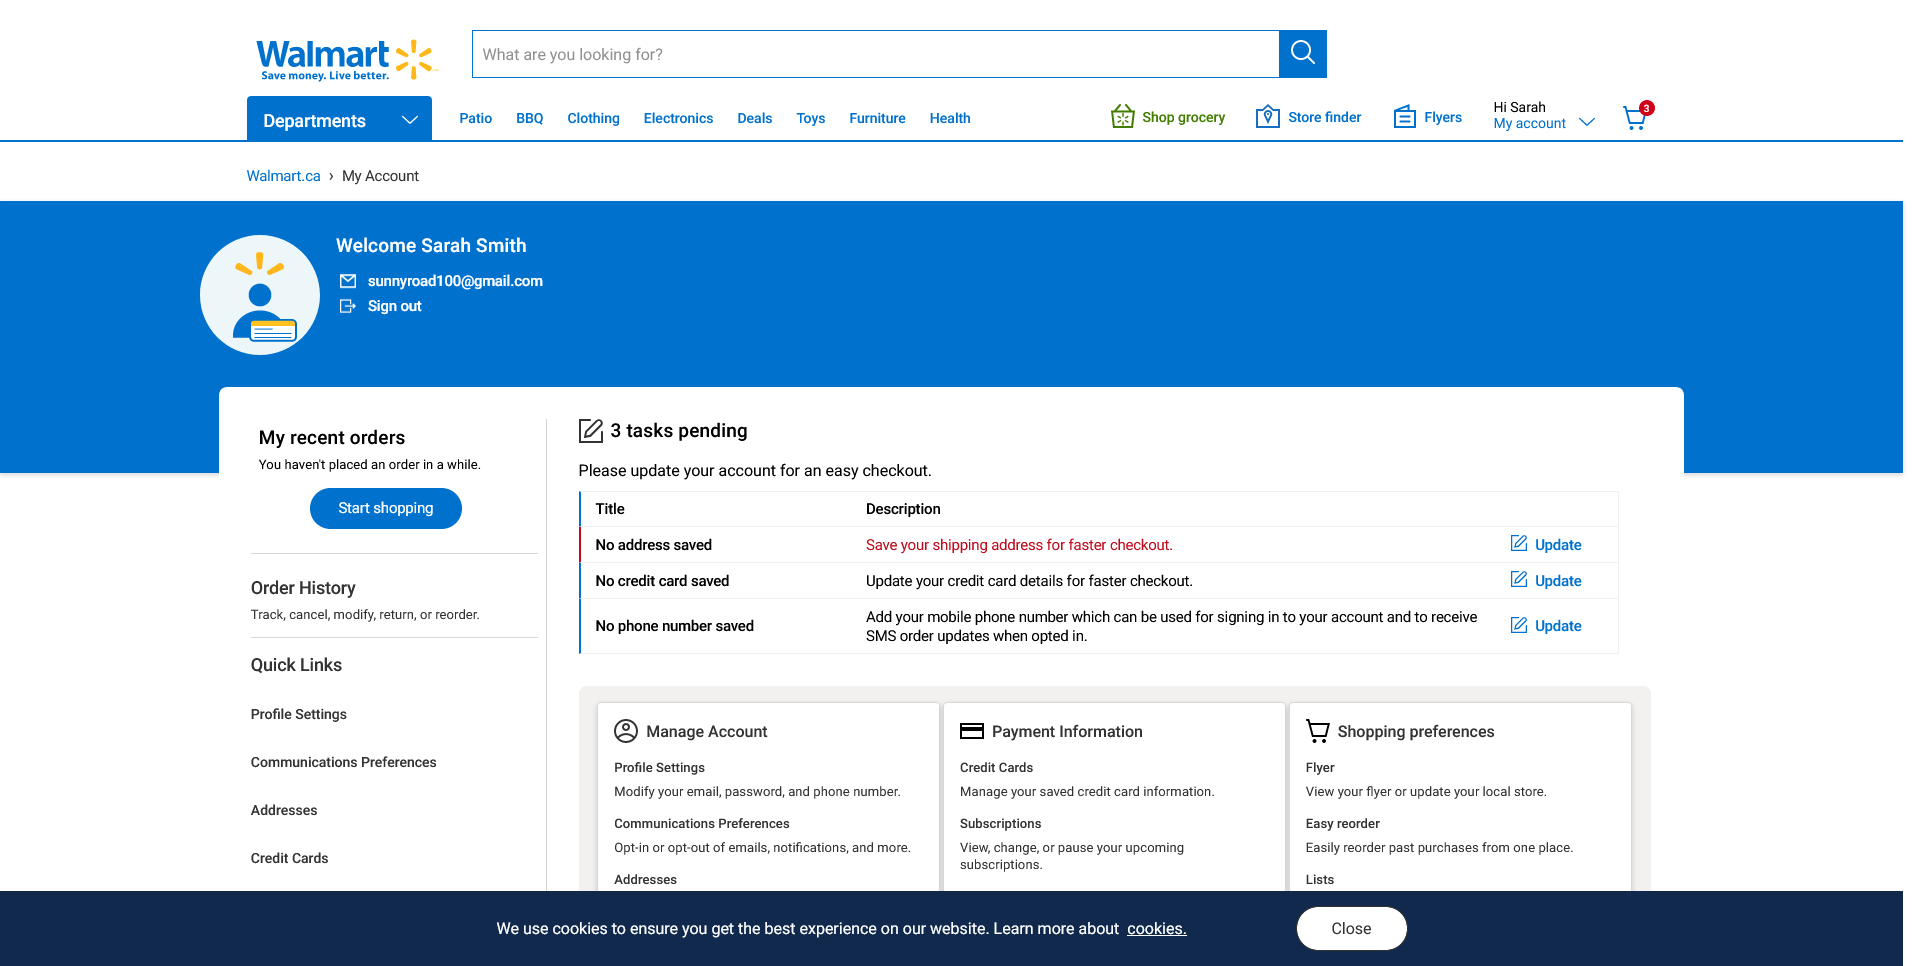 Walmart
Save money. Live better.
What are you looking for?
Departments
Patio
BBQ
Clothing
Electronics
Deals
Toys
Furniture
Health
Shop grocery
Store finder
Flyers
Hi Sarah
My account
3
Walmart.ca › My Account
Welcome Sarah Smith
sunnyroad100@gmail.com
Sign out
My recent orders
You haven't placed an order in a while.
Start shopping
Order History
Track, cancel, modify, return, or reorder.
Quick Links
Profile Settings
Communications Preferences
Addresses
Credit Cards
3 tasks pending
Please update your account for an easy checkout.
Title Description
No address saved Save your shipping address for faster checkout. Update
No credit card saved Update your credit card details for faster checkout. Update
No phone number saved Add your mobile phone number which can be used for signing in to your account and to receive
SMS order updates when opted in. Update
Manage Account
Profile Settings
Modify your email, password, and phone number.
Communications Preferences
Opt-in or opt-out of emails, notifications, and more.
Addresses
Payment Information
Credit Cards
Manage your saved credit card information.
Subscriptions
View, change, or pause your upcoming
subscriptions.
Shopping preferences
Flyer
View your flyer or update your local store.
Easy reorder
Easily reorder past purchases from one place.
Lists
We use cookies to ensure you get the best experience on our website. Learn more about cookies.
Close